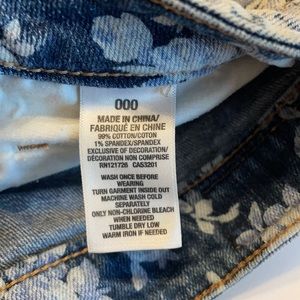 000
MADE IN CHINA/
FABRIQUÉ EN CHINE
99% COTTON/COTON
1% SPANDEX/SPANDEX
EXCLUSIVE OF DECORATION/
DÉCORATION NON COMPRISE
RN121726 CA53201
WASH ONCE BEFORE
WEARING
TURN GARMENT INSIDE OUT
MACHINE WASH COLD
SEPARATELY
ONLY NON-CHLORINE BLEACH
WHEN NEEDED
TUMBLE DRY LOW
WARM IRON IF NEEDED